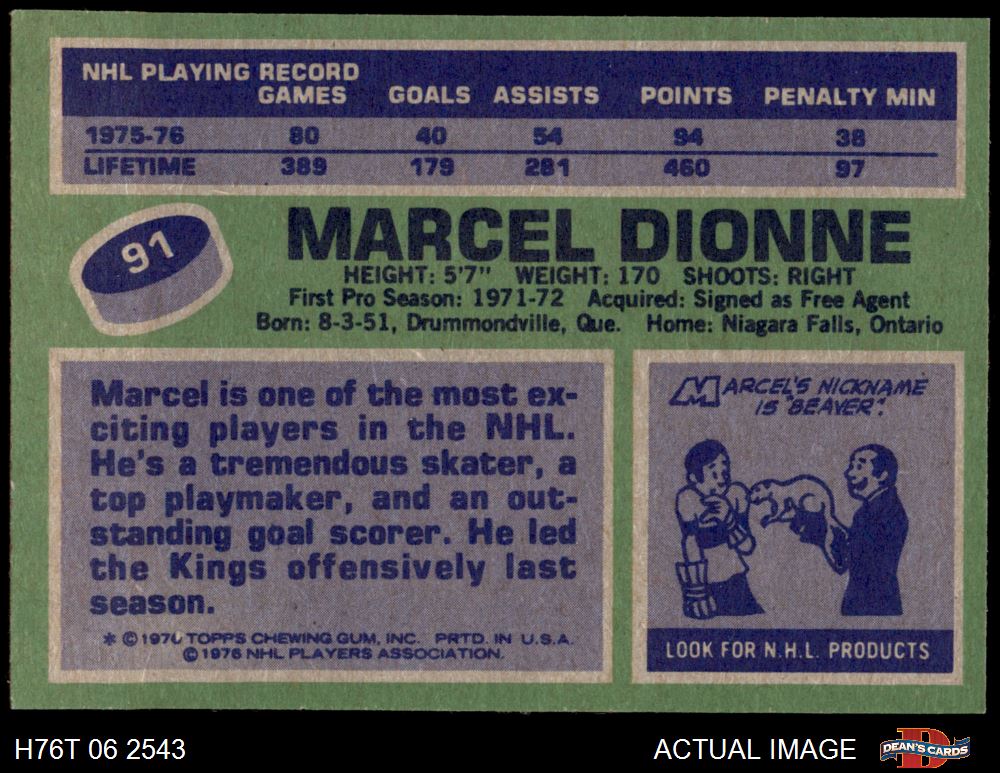 NHL PLAYING RECORD
GAMES GOALS ASSISTS POINTS PENALTY MIN
1975-76 80 40 54 94 38
LIFETIME 389 179 281 460 97
91
MARCEL DIONNE
HEIGHT: 5'7" WEIGHT: 170 SHOOTS: RIGHT
First Pro Season: 1971-72 Acquired: Signed as Free Agent
Born: 8-3-51, Drummondville, Que. Home: Niagara Falls, Ontario
Marcel is one of the most ex-
citing players in the NHL.
He's a tremendous skater, a
top playmaker, and an out-
standing goal scorer. He led
the Kings offensively last
season.
* © 1976 TOPPS CHEWING GUM, INC. PRTD. IN U.S.A.
© 1976 NHL PLAYERS ASSOCIATION.
MARCEL'S NICKNAME
IS "BEAVER".
LOOK FOR N.H.L. PRODUCTS
H76T 06 2543
ACTUAL IMAGE
D
DEAN'S CARDS